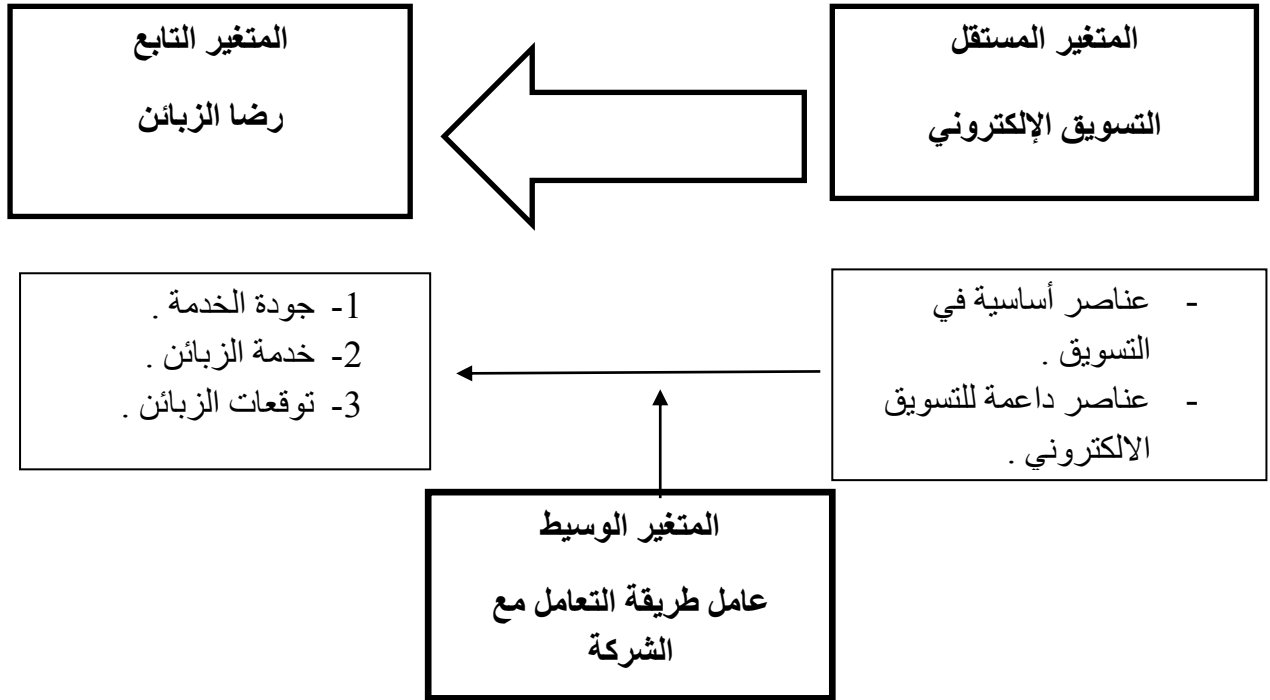 المتغير المستقل
التسويق الإلكتروني
المتغير التابع
رضا الزبائن
- عناصر أساسية في
التسويق .
- عناصر داعمة للتسويق
الالكتروني .
1- جودة الخدمة .
2- خدمة الزبائن .
3- توقعات الزبائن .
المتغير الوسيط
عامل طريقة التعامل مع
الشركة